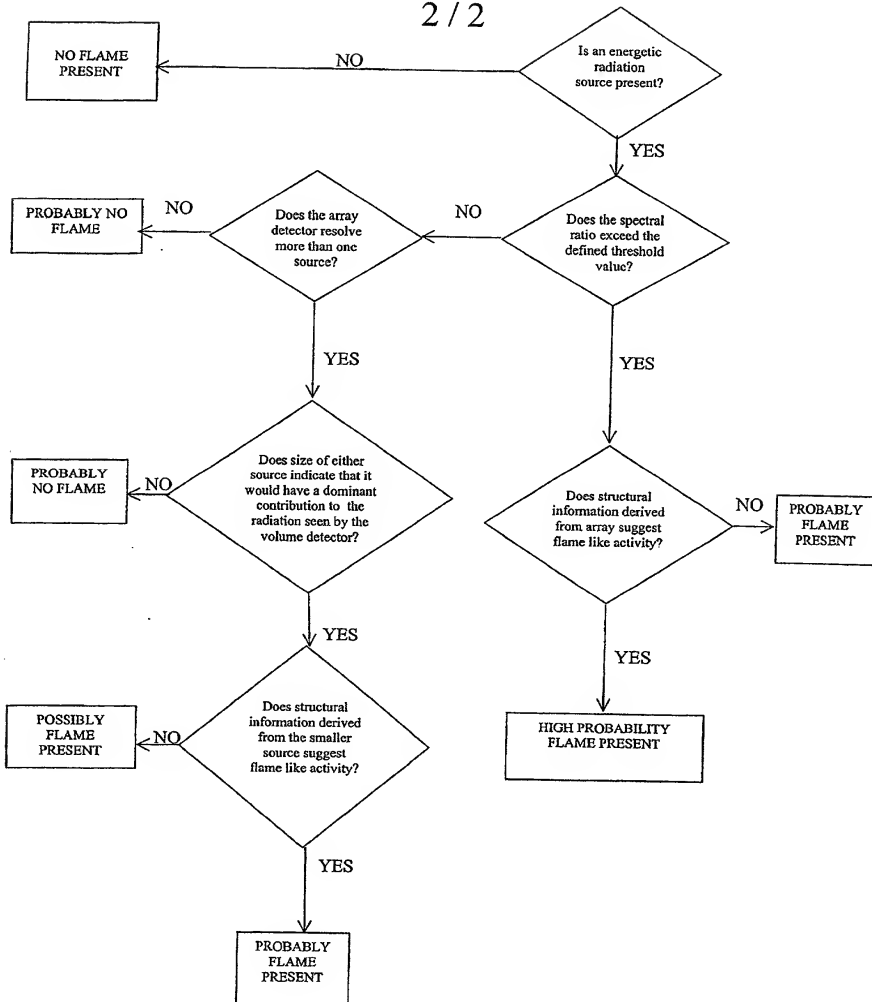 2 / 2
NO FLAME
PRESENT
NO
Is an energetic
radiation
source present?
YES
PROBABLY NO
FLAME
NO
Does the array
detector resolve
more than one
source?
NO
Does the spectral
ratio exceed the
defined threshold
value?
YES
YES
PROBABLY
NO FLAME
NO
Does size of either
source indicate that it
would have a dominant
contribution to the
radiation seen by the
volume detector?
Does structural
information derived
from array suggest
flame like activity?
NO
PROBABLY
FLAME
PRESENT
YES
YES
POSSIBLY
FLAME
PRESENT
NO
Does structural
information derived
from the smaller
source suggest
flame like activity?
HIGH PROBABILITY
FLAME PRESENT
YES
PROBABLY
FLAME
PRESENT